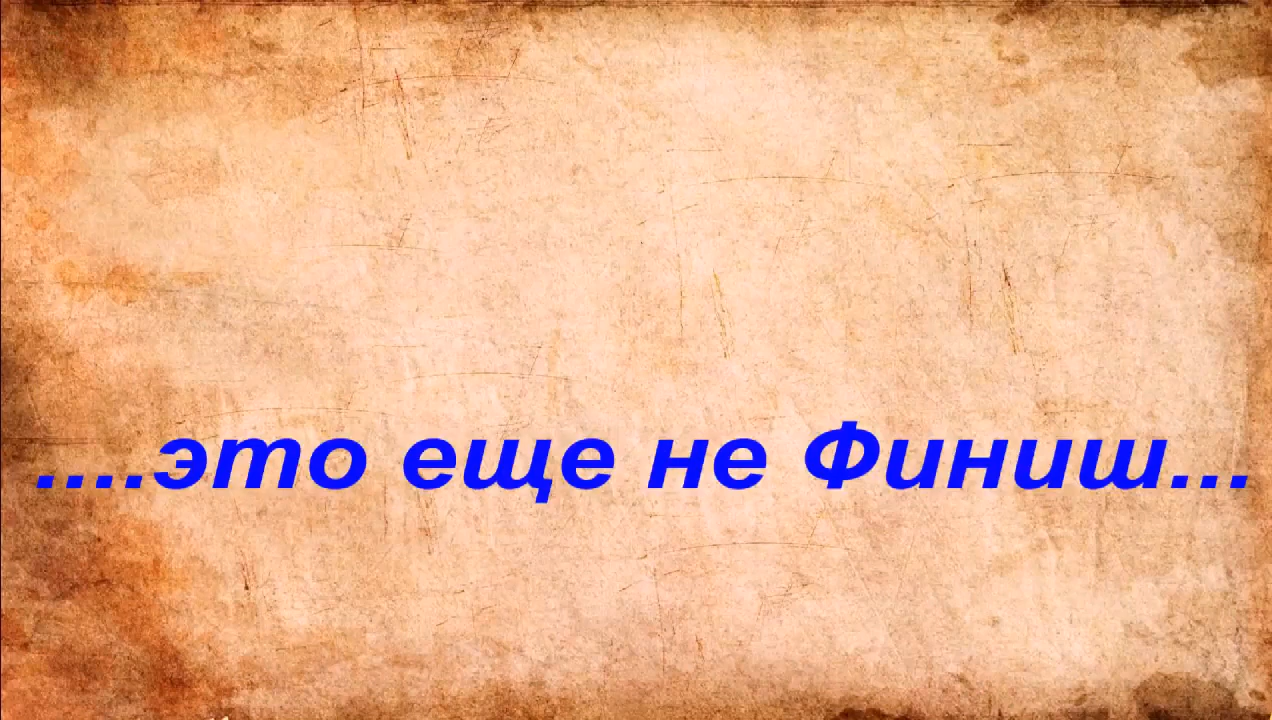 ....это еще не Финиш...